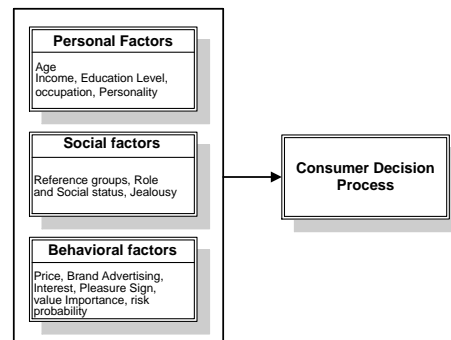 Personal Factors
Age
Income, Education Level,
occupation, Personality
Social factors
Reference groups, Role
and Social status, Jealousy
Behavioral factors
Price, Brand Advertising,
Interest, Pleasure Sign,
value Importance, risk
probability
Consumer Decision
Process